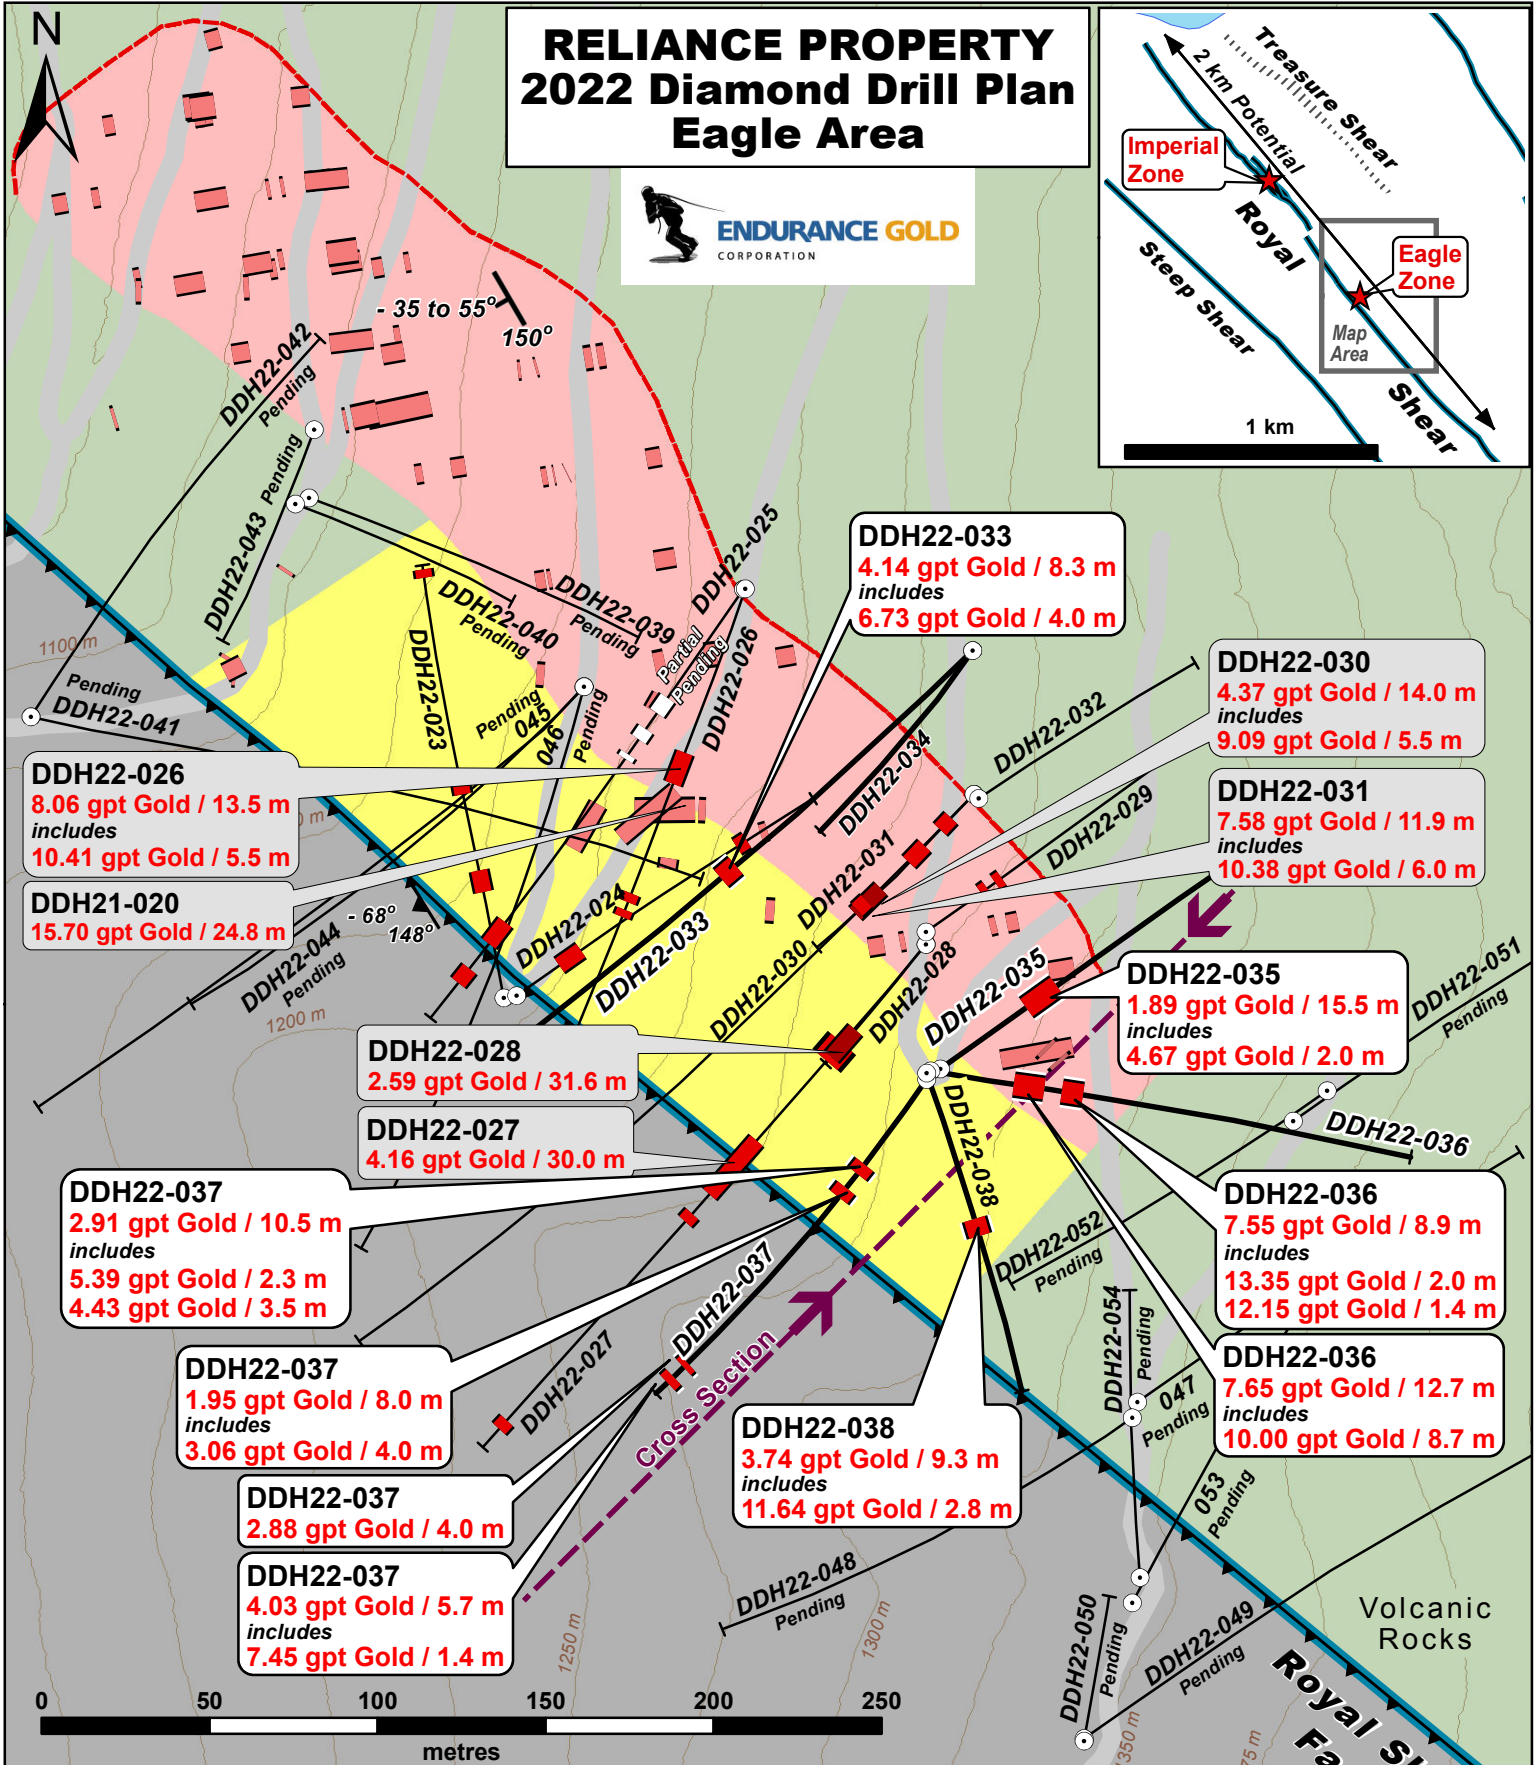 N
RELIANCE PROPERTY
2022 Diamond Drill Plan
Eagle Area
ENDURANCE GOLD
CORPORATION
Treasure Shear
2 km Potential
Imperial
Zone
Royal
Steep Shear
Eagle
Zone
Map
Area
Shear
1 km
- 35 to 55°
150°
DDH22-042
Pending
DDH22-043 Pending
DDH22-025
DDH22-033
4.14 gpt Gold / 8.3 m
includes
6.73 gpt Gold / 4.0 m
DDH22-040
Pending
DDH22-039
Pending
DDH22-023
Partial
Pending
DDH22-026
1100 m
Pending
DDH22-041
Pending
045
046
Pending
DDH22-032
DDH22-034
DDH22-030
4.37 gpt Gold / 14.0 m
includes
9.09 gpt Gold / 5.5 m
DDH22-026
8.06 gpt Gold / 13.5 m
includes
10.41 gpt Gold / 5.5 m
DDH22-029
DDH22-031
7.58 gpt Gold / 11.9 m
includes
10.38 gpt Gold / 6.0 m
DDH21-020
15.70 gpt Gold / 24.8 m
- 68°
148°
DDH22-031
DDH22-024
DDH22-033
DDH22-044
Pending
1200 m
DDH22-030
DDH22-028
DDH22-035
DDH22-035
1.89 gpt Gold / 15.5 m
includes
4.67 gpt Gold / 2.0 m
DDH22-051
Pending
DDH22-028
2.59 gpt Gold / 31.6 m
DDH22-027
4.16 gpt Gold / 30.0 m
DDH22-038
DDH22-036
DDH22-037
2.91 gpt Gold / 10.5 m
includes
5.39 gpt Gold / 2.3 m
4.43 gpt Gold / 3.5 m
DDH22-036
7.55 gpt Gold / 8.9 m
includes
13.35 gpt Gold / 2.0 m
12.15 gpt Gold / 1.4 m
DDH22-052
Pending
DDH22-037
DDH22-054
Pending
DDH22-037
1.95 gpt Gold / 8.0 m
includes
3.06 gpt Gold / 4.0 m
DDH22-027
Cross Section
DDH22-036
7.65 gpt Gold / 12.7 m
includes
10.00 gpt Gold / 8.7 m
047
Pending
DDH22-038
3.74 gpt Gold / 9.3 m
includes
11.64 gpt Gold / 2.8 m
DDH22-037
2.88 gpt Gold / 4.0 m
053
Pending
DDH22-037
4.03 gpt Gold / 5.7 m
includes
7.45 gpt Gold / 1.4 m
DDH22-048
Pending
1250 m
1300 m
DDH22-050
Pending
DDH22-049
Pending
Volcanic
Rocks
0 50 100 150 200 250
metres
1350 m
75 m
Royal
Fa